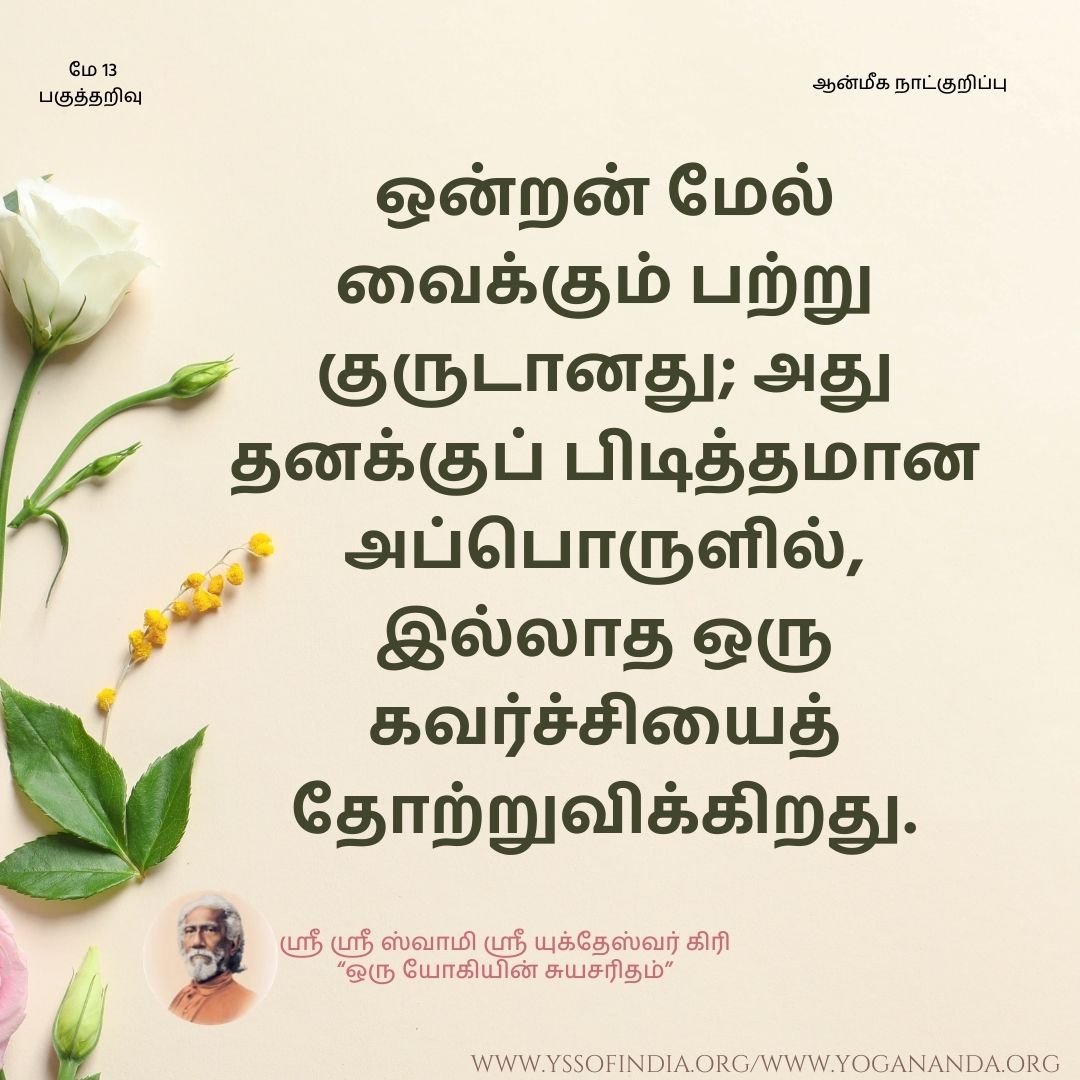 மே 13
பகுத்தறிவு
ஆன்மீக நாட்குறிப்பு
ஒன்றன் மேல்
வைக்கும் பற்று
குருடானது; அது
தனக்குப் பிடித்தமான
அப்பொருளில்,
இல்லாத ஒரு
கவர்ச்சியைத்
தோற்றுவிக்கிறது.
ஸ்ரீ ஸ்ரீ ஸ்வாமி ஸ்ரீ யுக்தேஸ்வர் கிரி
“ஒரு யோகியின் சுயசரிதம்”
WWW.YSSOFINDIA.ORG/WWW.YOGANANDA.ORG